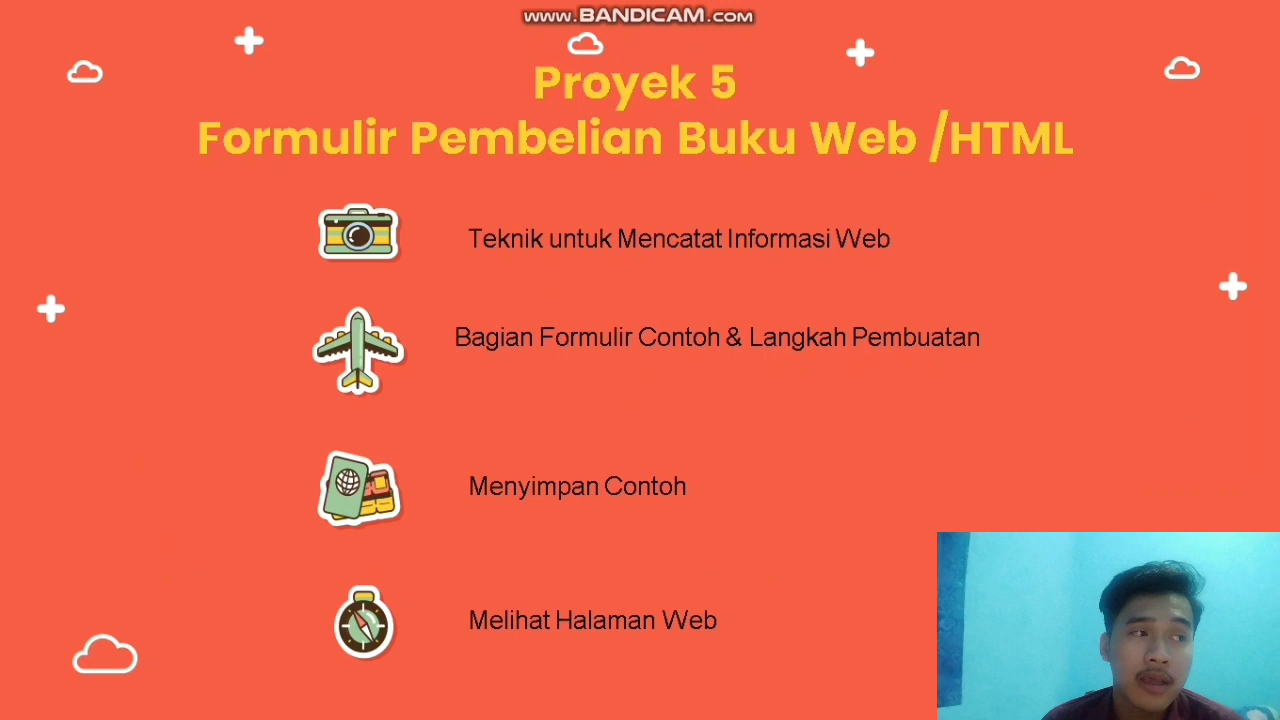 www.BANDICAM.com
Proyek 5
Formulir Pembelian Buku Web /HTML
Teknik untuk Mencatat Informasi Web
Bagian Formulir Contoh & Langkah Pembuatan
Menyimpan Contoh
Melihat Halaman Web